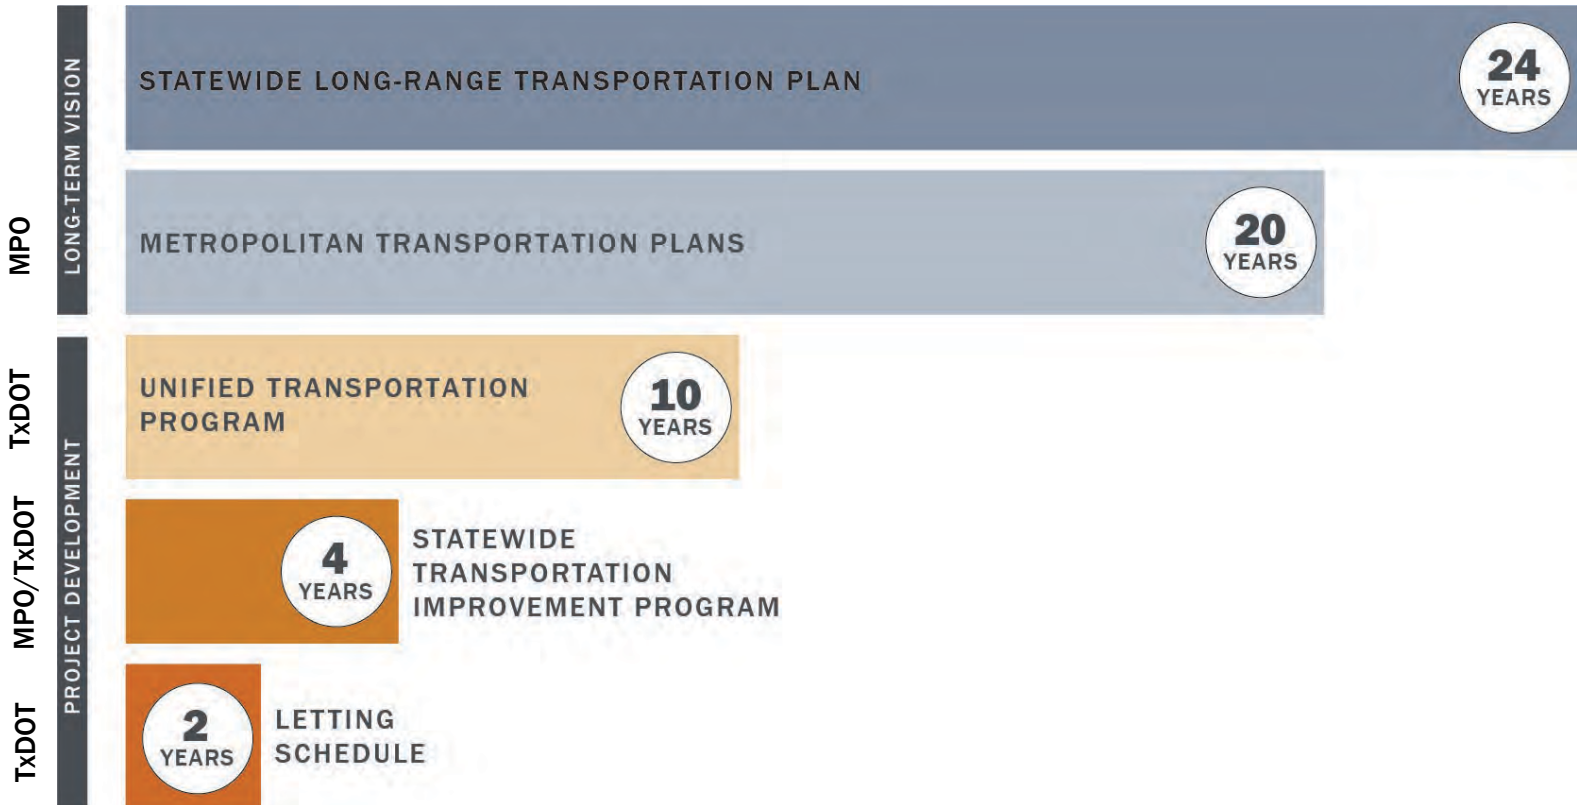 LONG-TERM VISION
STATEWIDE LONG-RANGE TRANSPORTATION PLAN
24
YEARS
MPO
METROPOLITAN TRANSPORTATION PLANS
20
YEARS
PROJECT DEVELOPMENT
TxDOT
UNIFIED TRANSPORTATION
PROGRAM
10
YEARS
MPO/TxDOT
4
YEARS
STATEWIDE
TRANSPORTATION
IMPROVEMENT PROGRAM
TxDOT
2
YEARS
LETTING
SCHEDULE